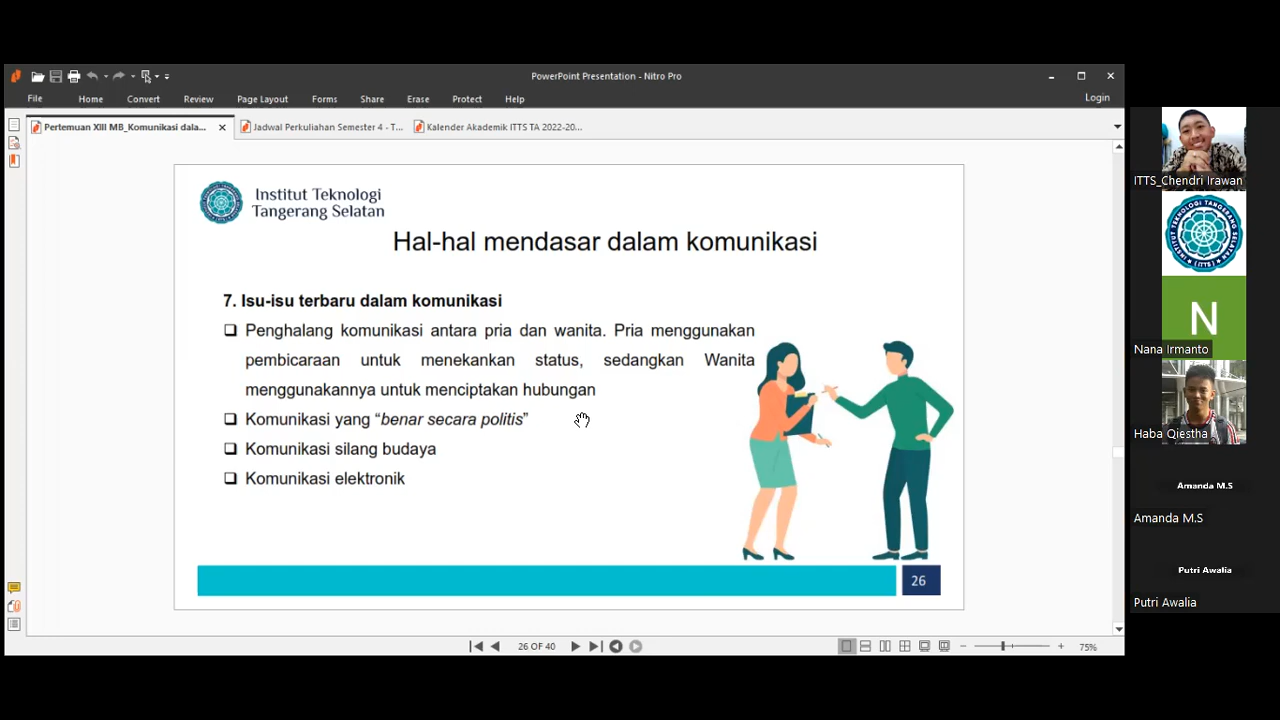 PowerPoint Presentation - Nitro Pro
File Home Convert Review Page Layout Forms Share Erase Protect Help Login
Pertemuan XIII MB_Komunikasi dala... Jadwal Perkuliahan Semester 4 - T... Kalender Akademik ITTS TA 2022-20...
Institut Teknologi
Tangerang Selatan
Hal-hal mendasar dalam komunikasi
7. Isu-isu terbaru dalam komunikasi
Penghalang komunikasi antara pria dan wanita. Pria menggunakan
pembicaraan untuk menekankan status, sedangkan Wanita
menggunakannya untuk menciptakan hubungan
Komunikasi yang “benar secara politis”
Komunikasi silang budaya
Komunikasi elektronik
26
26 OF 40
75%
ITTS_Chendri Irawan
N
Nana Irmanto
Haba Qiestha
Amanda M.S
Amanda M.S
Putri Awalia
Putri Awalia